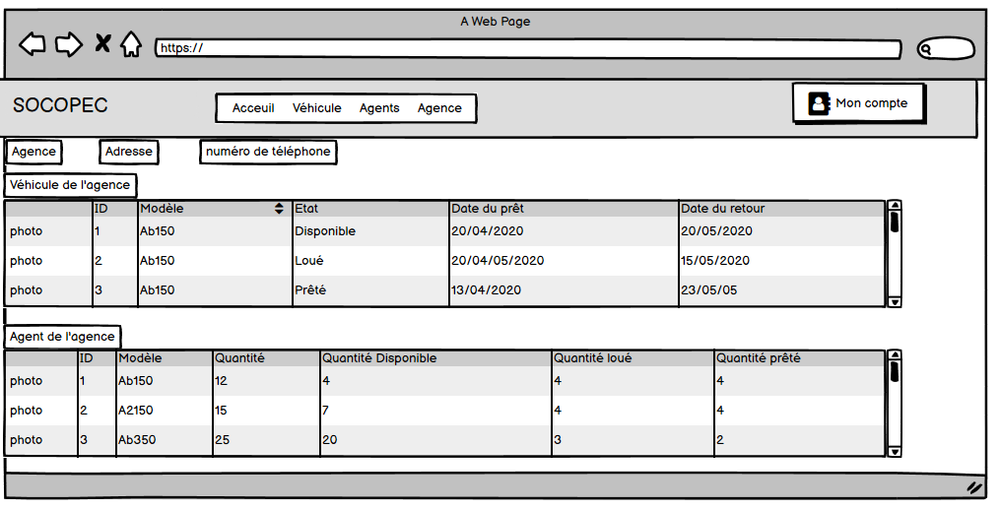 A Web Page
https://
SOCOPEC
Acceuil Véhicule Agents Agence
Mon compte
Agence Adresse numéro de téléphone
Véhicule de l'agence
ID Modèle Etat Date du prêt Date du retour
photo 1 Ab150 Disponible 20/04/2020 20/05/2020
photo 2 Ab150 Loué 20/04/05/2020 15/05/2020
photo 3 Ab150 Prêté 13/04/2020 23/05/05
Agent de l'agence
ID Modèle Quantité Quantité Disponible Quantité loué Quantité prêté
photo 1 Ab150 12 4 4 4
photo 2 A2150 15 7 4 4
photo 3 Ab350 25 20 3 2